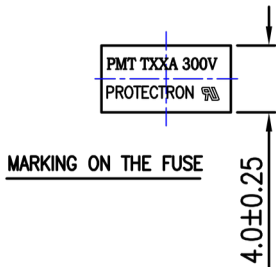 PMT TXXA 300V
PROTECTRON
MARKING ON THE FUSE
4.0±0.25